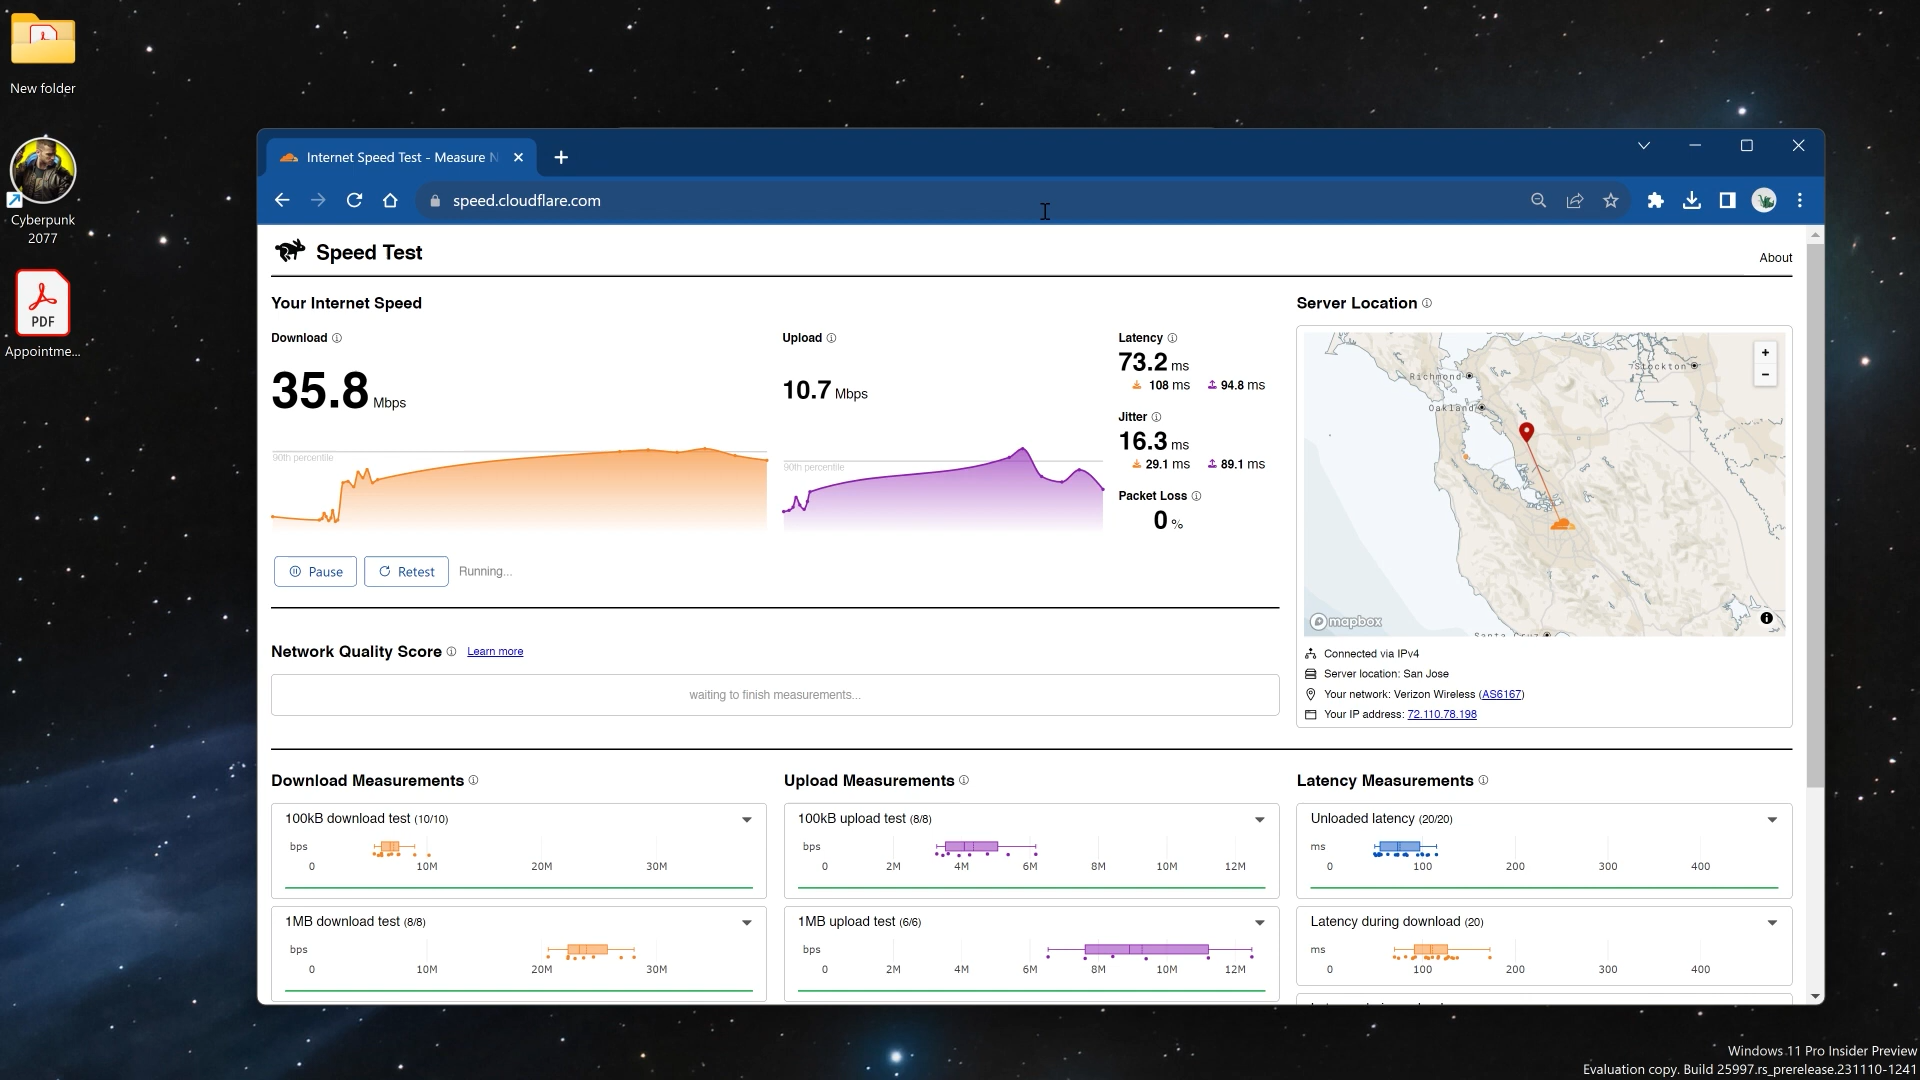 New folder
Cyberpunk
2077
PDF
Appointme...
Internet Speed Test - Measure N
speed.cloudflare.com
Speed Test
About
Your Internet Speed
Download
35.8 Mbps
90th percentile
Upload
10.7 Mbps
90th percentile
Latency
73.2 ms
108 ms 94.8 ms
Jitter
16.3 ms
29.1 ms 89.1 ms
Packet Loss
0 %
Pause
Retest
Running...
Server Location
Richmond
Stockton
Oakland
Santa Cruz
mapbox
Connected via IPv4
Server location: San Jose
Your network: Verizon Wireless (AS6167)
Your IP address: 72.110.78.198
Network Quality Score
Learn more
waiting to finish measurements...
Download Measurements
100kB download test (10/10)
bps
0 10M 20M 30M
1MB download test (8/8)
bps
0 10M 20M 30M
Upload Measurements
100kB upload test (8/8)
bps
0 2M 4M 6M 8M 10M 12M
1MB upload test (6/6)
bps
0 2M 4M 6M 8M 10M 12M
Latency Measurements
Unloaded latency (20/20)
ms
0 100 200 300 400
Latency during download (20)
ms
0 100 200 300 400
Windows 11 Pro Insider Preview
Evaluation copy. Build 25997.rs_prerelease.231110-1241